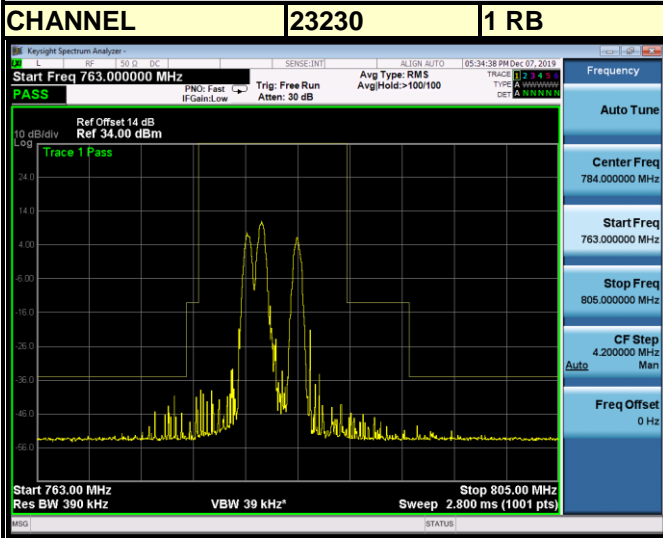 CHANNEL 23230 1 RB
Keysight Spectrum Analyzer -
L RF 50 Ω DC SENSE:INT ALIGN AUTO 05:34:38 PM Dec 07, 2019
Start Freq 763.000000 MHz
PASS
PNO: Fast
IFGain:Low
Trig: Free Run
Atten: 30 dB
Avg Type: RMS
Avg|Hold:>100/100
TRACE 1 2 3 4 5 6
TYPE A WWWWW
DET A N N N N N
Frequency
Auto Tune
Center Freq
784.000000 MHz
Start Freq
763.000000 MHz
Stop Freq
805.000000 MHz
CF Step
4.200000 MHz
Auto Man
Freq Offset
0 Hz
Ref Offset 14 dB
10 dB/div Ref 34.00 dBm
Log
Trace 1 Pass
24.0
14.0
4.00
-6.00
-16.0
-26.0
-36.0
-46.0
-56.0
Start 763.00 MHz Stop 805.00 MHz
Res BW 390 kHz VBW 39 kHz* Sweep 2.800 ms (1001 pts)
MSG STATUS